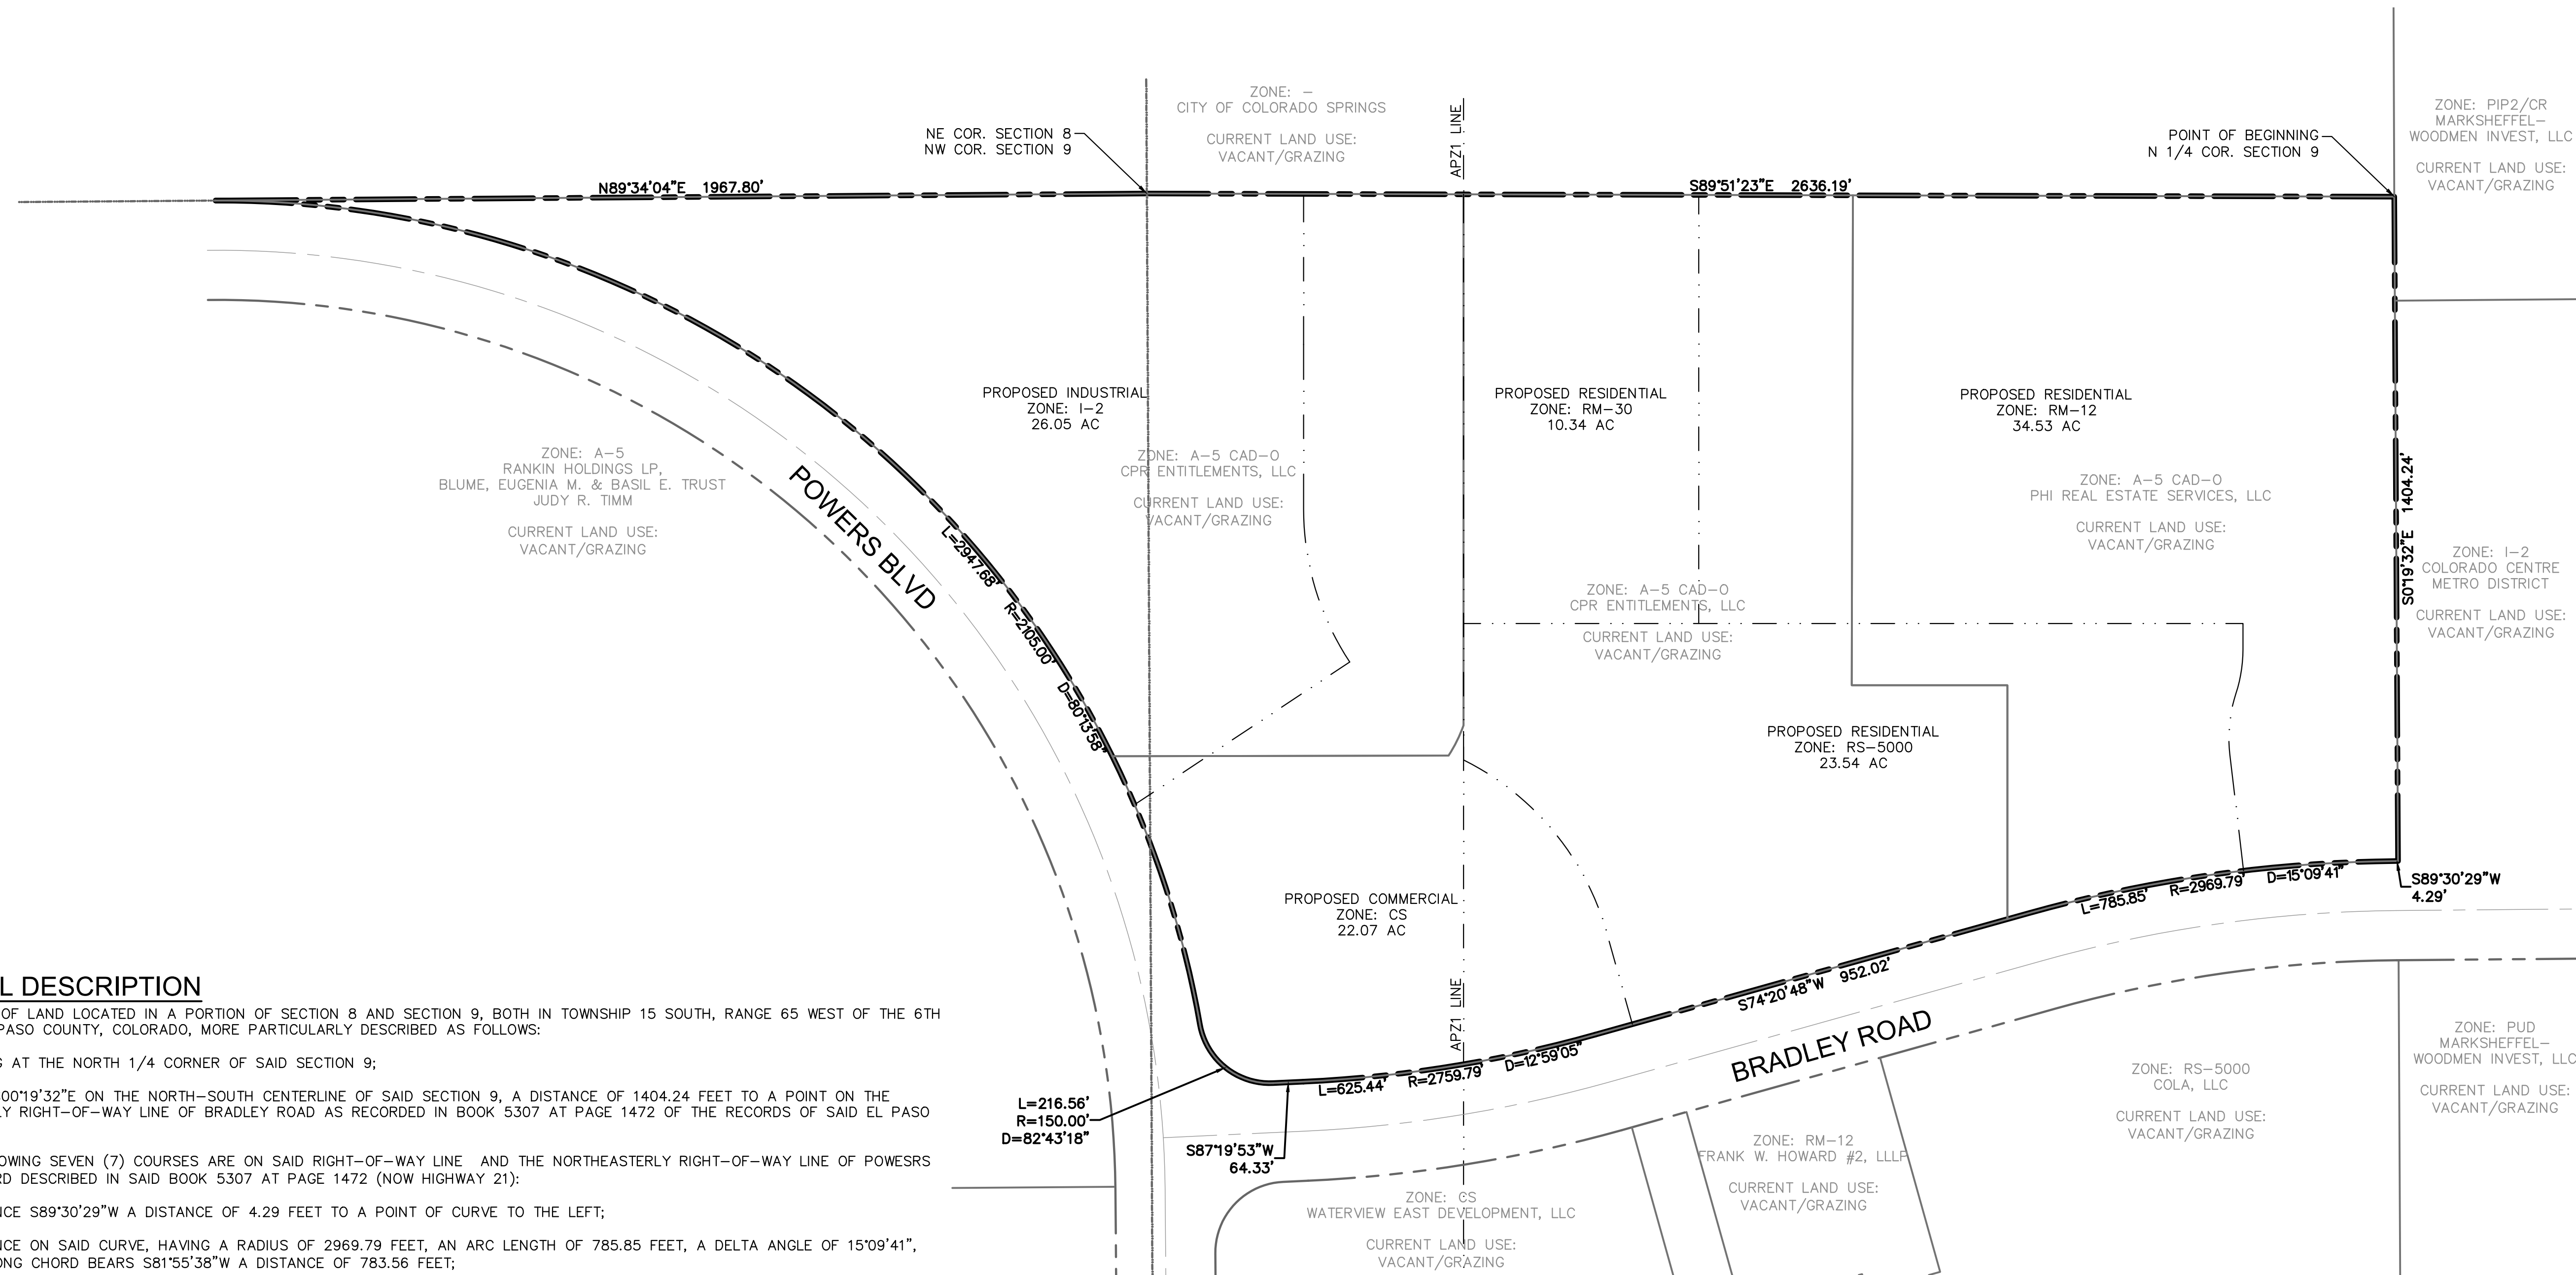 ZONE: –
CITY OF COLORADO SPRINGS
CURRENT LAND USE:
VACANT/GRAZING
APZ1 LINE
ZONE: PIP2/CR
MARKSHEFFEL–
WOODMEN INVEST, LLC
CURRENT LAND USE:
VACANT/GRAZING
NE COR. SECTION 8
NW COR. SECTION 9
POINT OF BEGINNING
N 1/4 COR. SECTION 9
N89°34'04"E 1967.80'
S89°51'23"E 2636.19'
PROPOSED INDUSTRIAL
ZONE: I–2
26.05 AC
PROPOSED RESIDENTIAL
ZONE: RM–30
10.34 AC
PROPOSED RESIDENTIAL
ZONE: RM–12
34.53 AC
ZONE: A–5
RANKIN HOLDINGS LP,
BLUME, EUGENIA M. & BASIL E. TRUST
JUDY R. TIMM
CURRENT LAND USE:
VACANT/GRAZING
POWERS BLVD
ZONE: A–5 CAD–O
CPR ENTITLEMENTS, LLC
CURRENT LAND USE:
VACANT/GRAZING
ZONE: A–5 CAD–O
PHI REAL ESTATE SERVICES, LLC
CURRENT LAND USE:
VACANT/GRAZING
S0°19'32"E 1404.24'
ZONE: I–2
COLORADO CENTRE
METRO DISTRICT
CURRENT LAND USE:
VACANT/GRAZING
L=2947.68' R=2105.00' D=80°13'58"
ZONE: A–5 CAD–O
CPR ENTITLEMENTS, LLC
CURRENT LAND USE:
VACANT/GRAZING
PROPOSED RESIDENTIAL
ZONE: RS–5000
23.54 AC
PROPOSED COMMERCIAL
ZONE: CS
22.07 AC
L=785.85' R=2969.79' D=15°09'41"
S89°30'29"W
4.29'
S74°20'48"W 952.02'
BRADLEY ROAD
APZ1 LINE
L=625.44' R=2759.79' D=12°59'05"
L=216.56'
R=150.00'
D=82°43'18"
S87°19'53"W
64.33'
ZONE: CS
WATERVIEW EAST DEVELOPMENT, LLC
CURRENT LAND USE:
VACANT/GRAZING
ZONE: RM–12
FRANK W. HOWARD #2, LLLP
CURRENT LAND USE:
VACANT/GRAZING
ZONE: RS–5000
COLA, LLC
CURRENT LAND USE:
VACANT/GRAZING
ZONE: PUD
MARKSHEFFEL–
WOODMEN INVEST, LLC
CURRENT LAND USE:
VACANT/GRAZING
L DESCRIPTION
OF LAND LOCATED IN A PORTION OF SECTION 8 AND SECTION 9, BOTH IN TOWNSHIP 15 SOUTH, RANGE 65 WEST OF THE 6TH
PASO COUNTY, COLORADO, MORE PARTICULARLY DESCRIBED AS FOLLOWS:
G AT THE NORTH 1/4 CORNER OF SAID SECTION 9;
00°19'32"E ON THE NORTH–SOUTH CENTERLINE OF SAID SECTION 9, A DISTANCE OF 1404.24 FEET TO A POINT ON THE
LY RIGHT–OF–WAY LINE OF BRADLEY ROAD AS RECORDED IN BOOK 5307 AT PAGE 1472 OF THE RECORDS OF SAID EL PASO
OWING SEVEN (7) COURSES ARE ON SAID RIGHT–OF–WAY LINE AND THE NORTHEASTERLY RIGHT–OF–WAY LINE OF POWESRS
RD DESCRIBED IN SAID BOOK 5307 AT PAGE 1472 (NOW HIGHWAY 21):
NCE S89°30'29"W A DISTANCE OF 4.29 FEET TO A POINT OF CURVE TO THE LEFT;
NCE ON SAID CURVE, HAVING A RADIUS OF 2969.79 FEET, AN ARC LENGTH OF 785.85 FEET, A DELTA ANGLE OF 15°09'41",
ONG CHORD BEARS S81°55'38"W A DISTANCE OF 783.56 FEET;